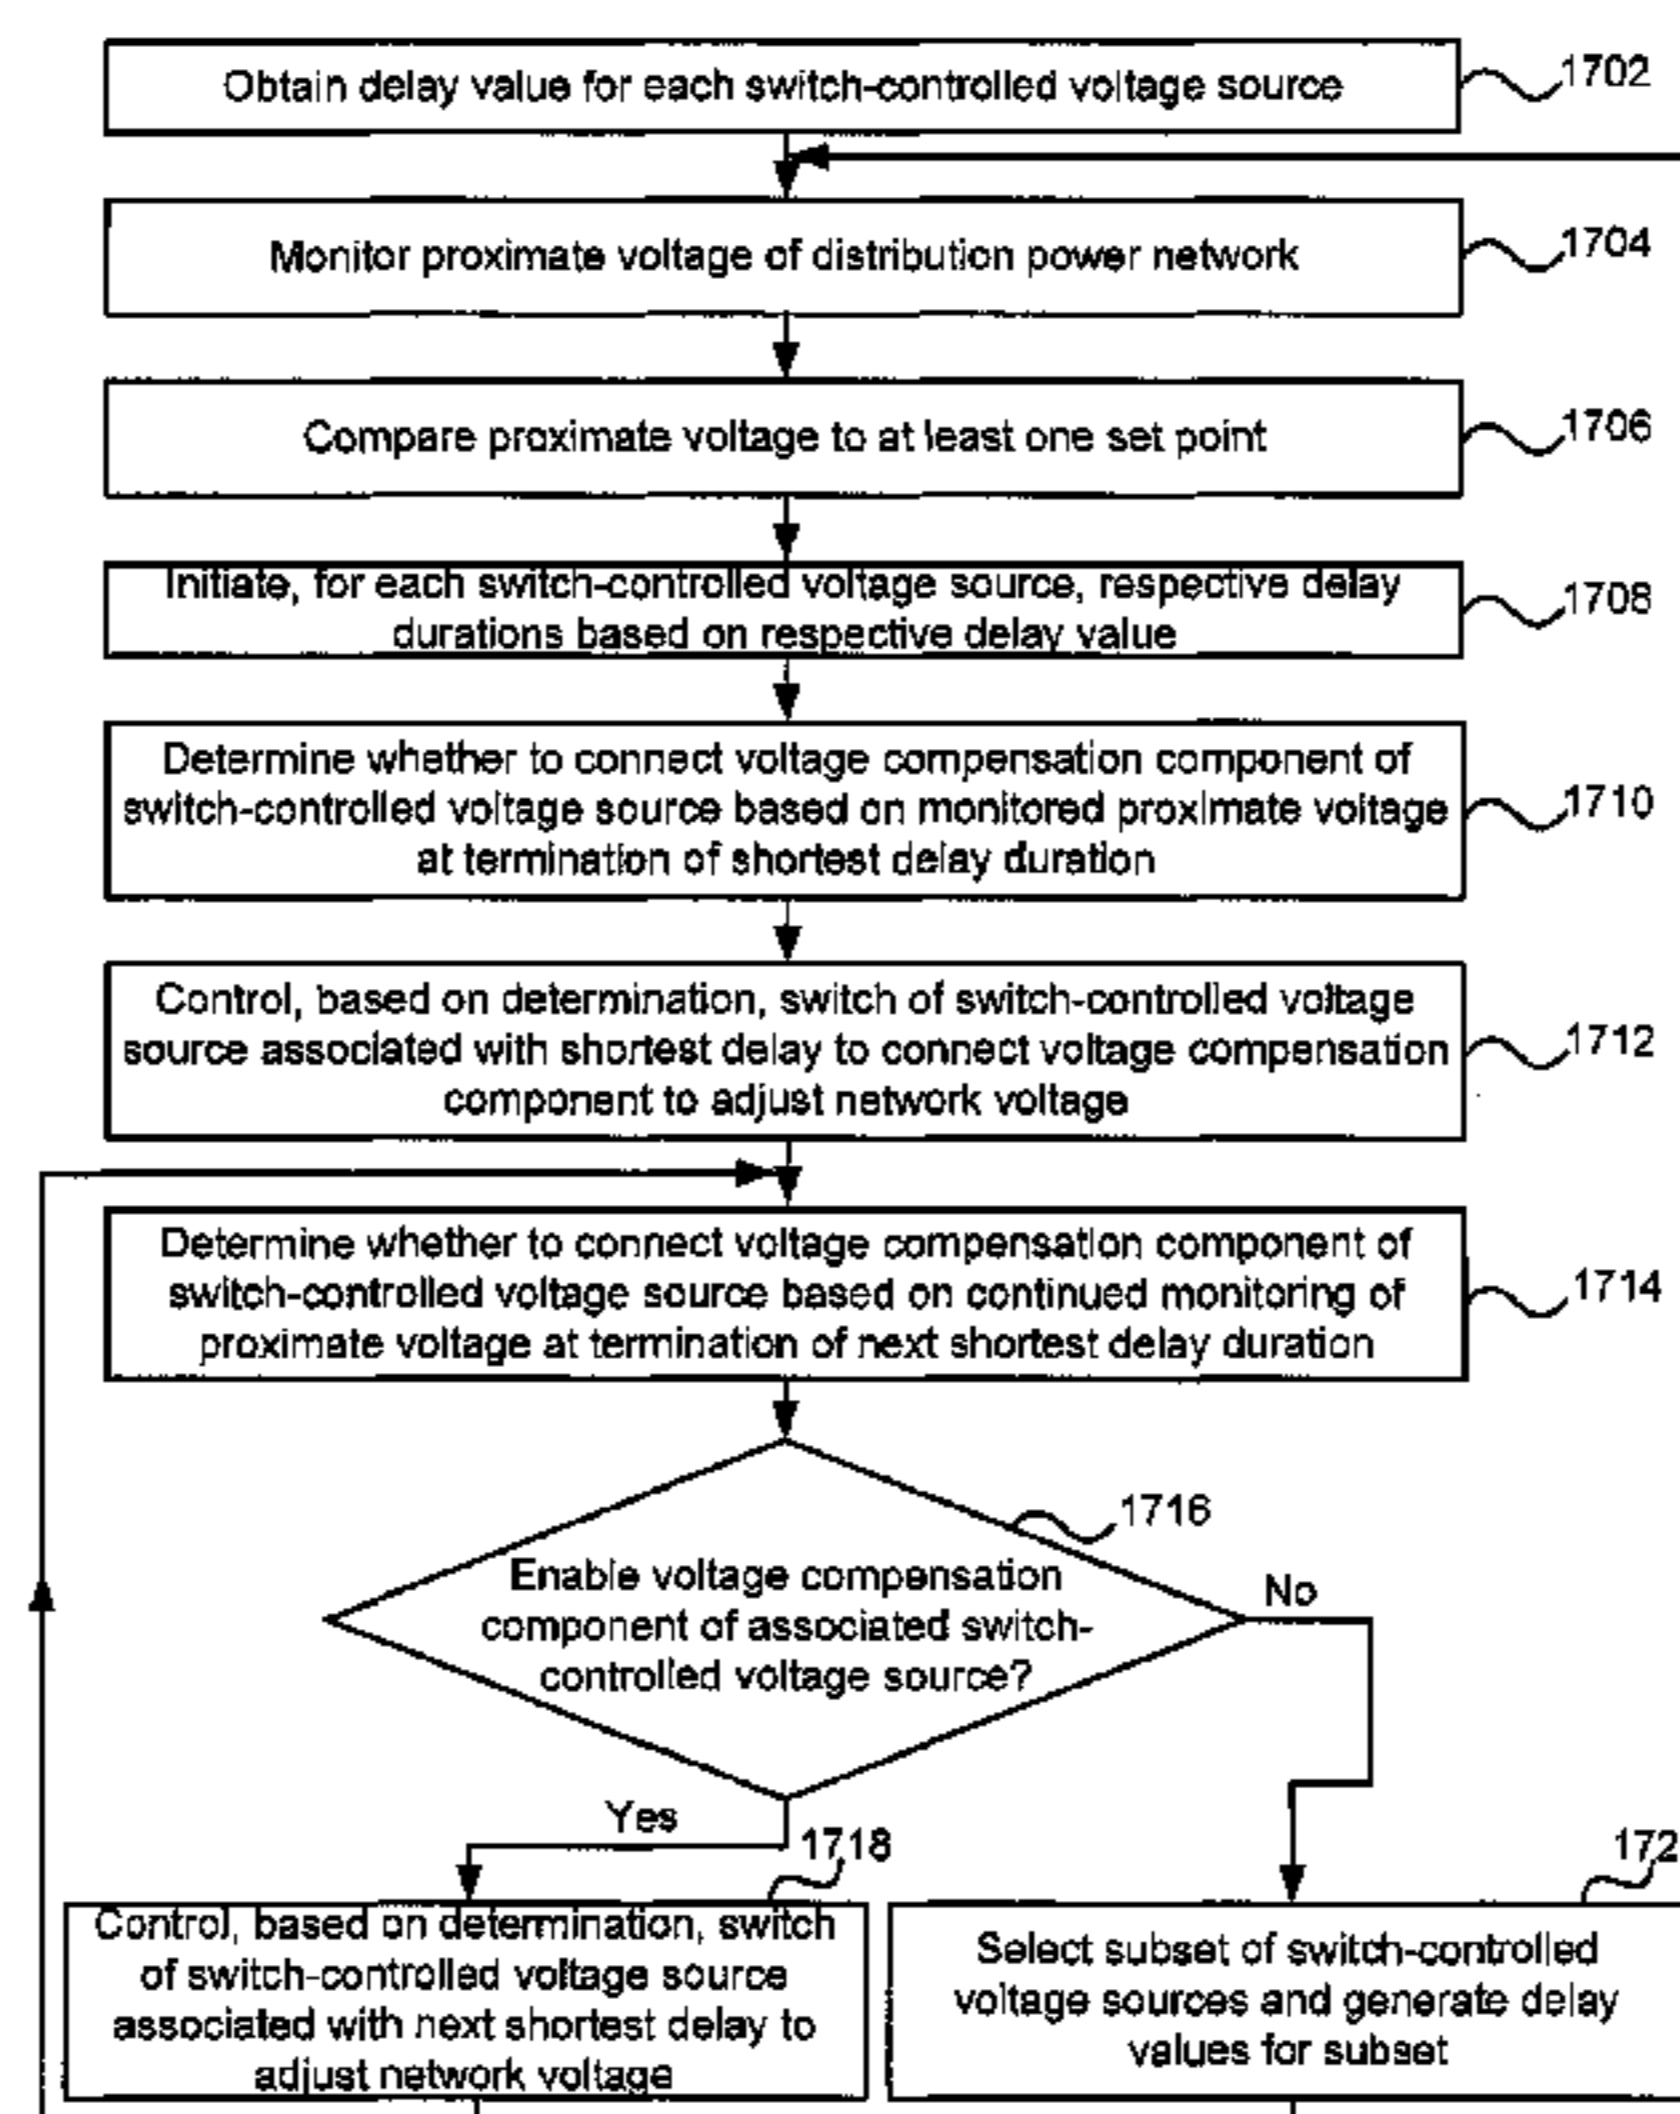 Obtain delay value for each switch-controlled voltage source
1702
Monitor proximate voltage of distribution power network
1704
Compare proximate voltage to at least one set point
1706
Initiate, for each switch-controlled voltage source, respective delay
durations based on respective delay value
1708
Determine whether to connect voltage compensation component of
switch-controlled voltage source based on monitored proximate voltage
at termination of shortest delay duration
1710
Control, based on determination, switch of switch-controlled voltage
source associated with shortest delay to connect voltage compensation
component to adjust network voltage
1712
Determine whether to connect voltage compensation component of
switch-controlled voltage source based on continued monitoring of
proximate voltage at termination of next shortest delay duration
1714
1716
Enable voltage compensation
component of associated switch-
controlled voltage source?
No
Yes
1718
Control, based on determination, switch
of switch-controlled voltage source
associated with next shortest delay to
adjust network voltage
172
Select subset of switch-controlled
voltage sources and generate delay
values for subset